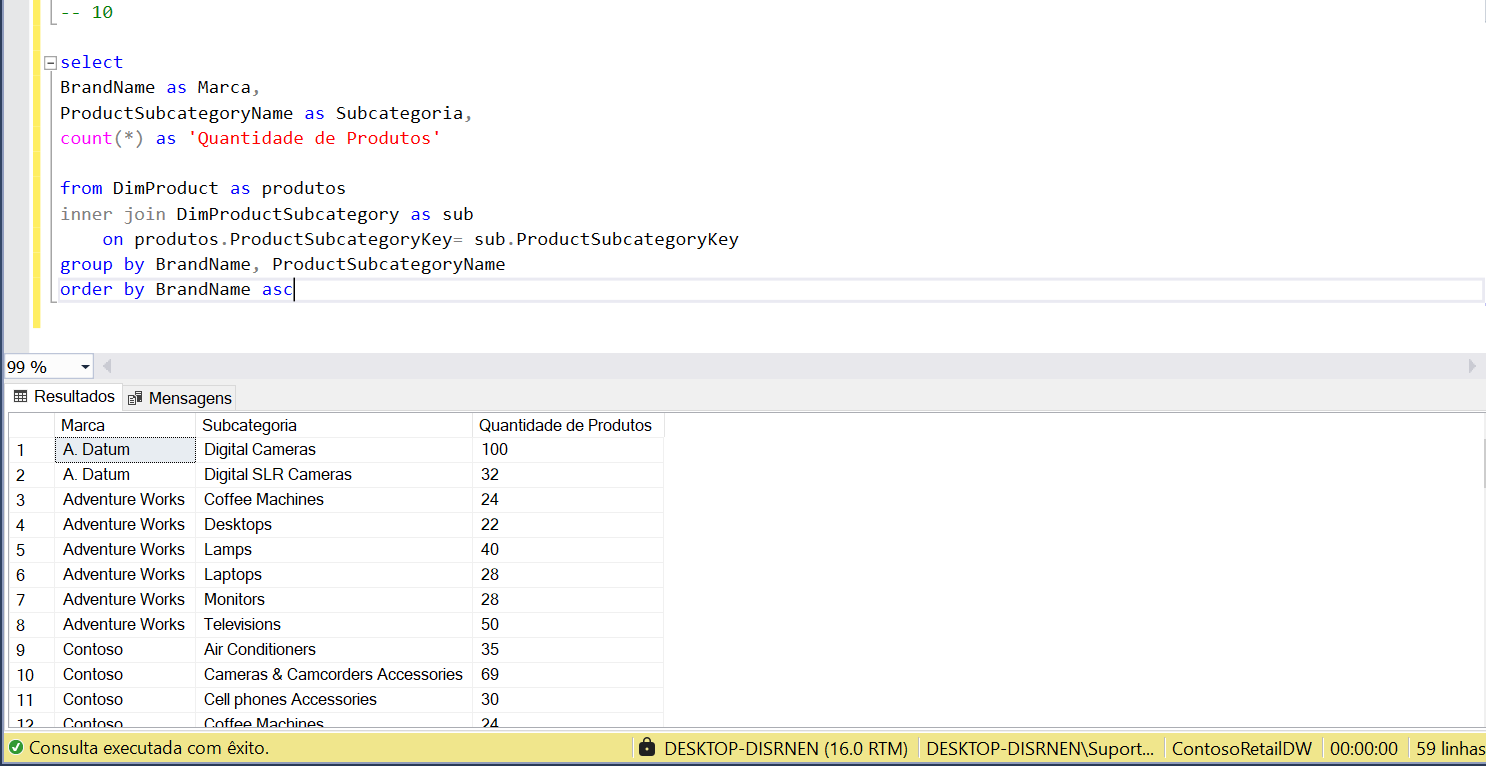 -- 10
select
BrandName as Marca,
ProductSubcategoryName as Subcategoria,
count(*) as 'Quantidade de Produtos'
from DimProduct as produtos
inner join DimProductSubcategory as sub
on produtos.ProductSubcategoryKey= sub.ProductSubcategoryKey
group by BrandName, ProductSubcategoryName
order by BrandName asc
99 %
Resultados Mensagens
Marca Subcategoria Quantidade de Produtos
1 A. Datum Digital Cameras 100
2 A. Datum Digital SLR Cameras 32
3 Adventure Works Coffee Machines 24
4 Adventure Works Desktops 22
5 Adventure Works Lamps 40
6 Adventure Works Laptops 28
7 Adventure Works Monitors 28
8 Adventure Works Televisions 50
9 Contoso Air Conditioners 35
10 Contoso Cameras & Camcorders Accessories 69
11 Contoso Cell phones Accessories 30
12 Contoso Coffee Machines 24
Consulta executada com êxito. DESKTOP-DISRNEN (16.0 RTM) DESKTOP-DISRNEN\Suport... ContosoRetailDW 00:00:00 59 linhas